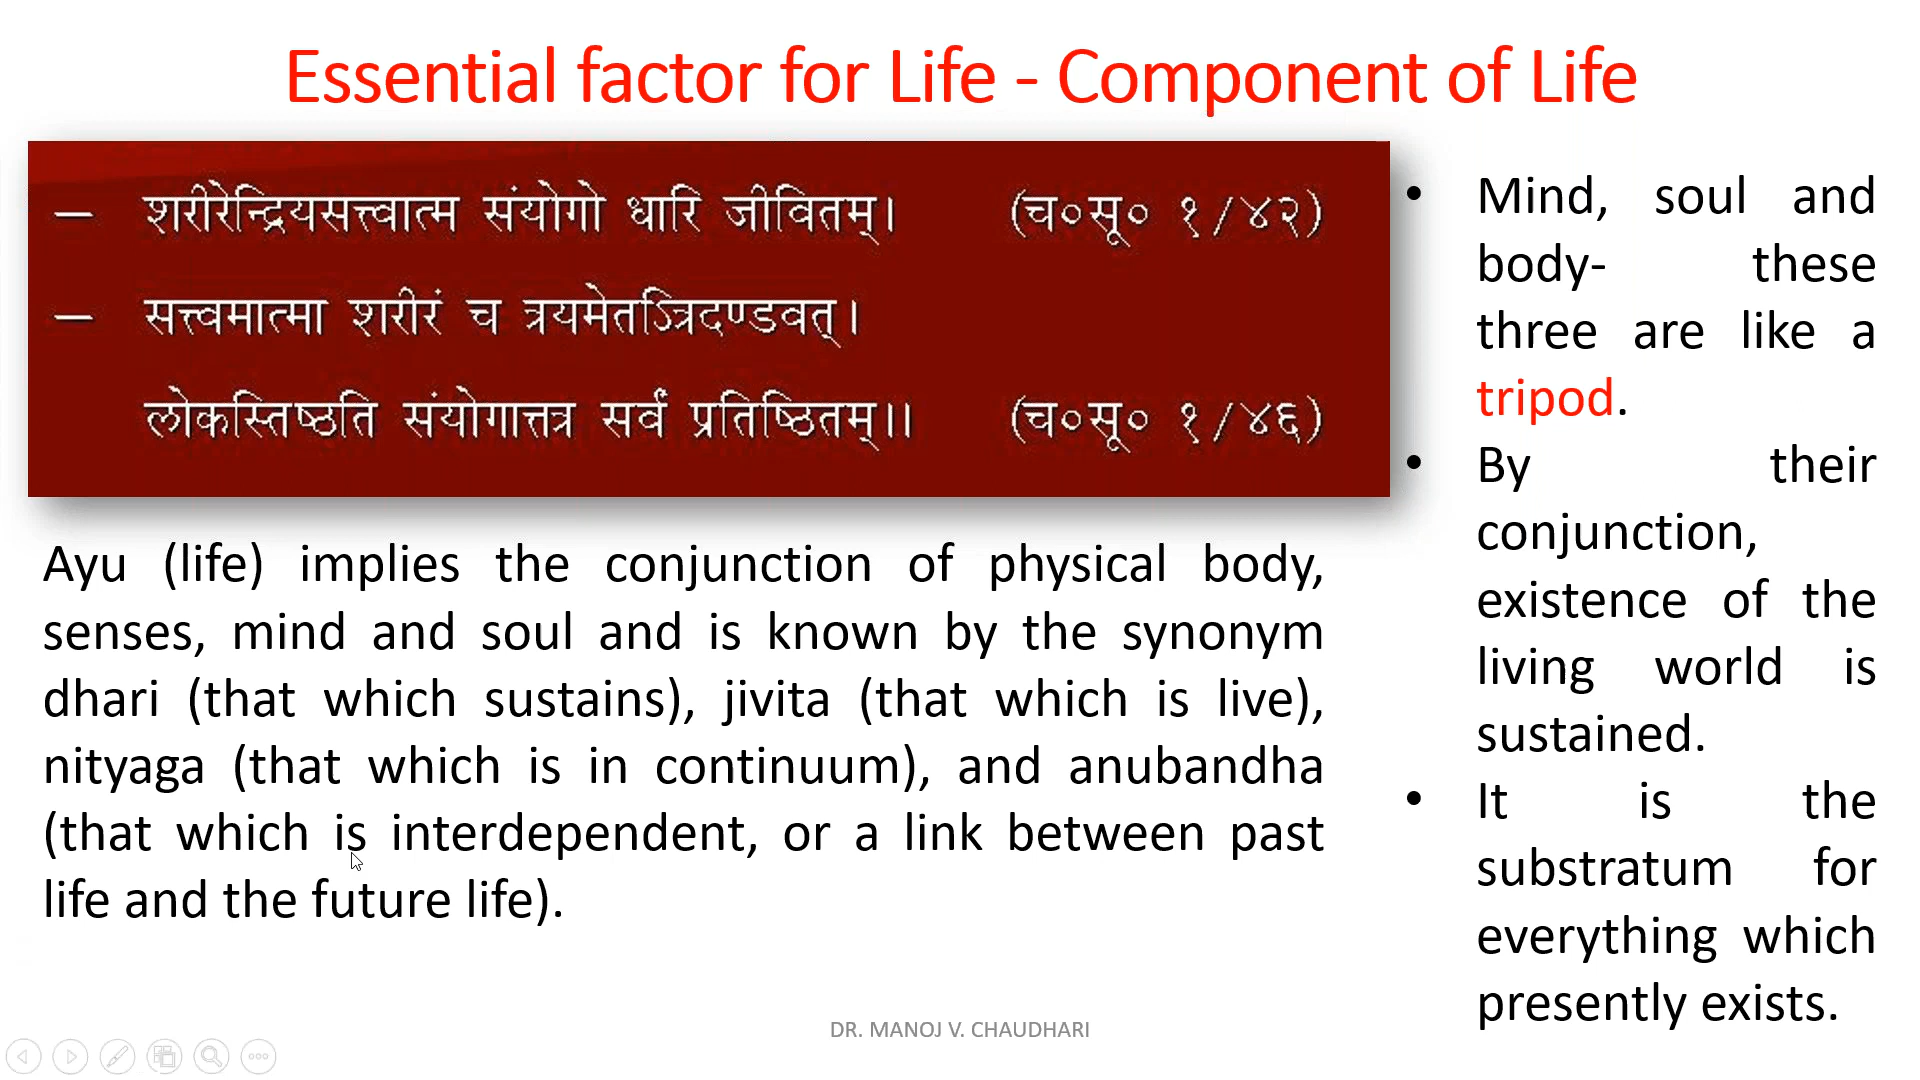 Essential factor for Life - Component of Life
— शरीरेन्द्रियसत्त्वात्म संयोगो धारि जीवितम्। (च०सू० १/४२)
— सत्त्वमात्मा शरीरं च त्रयमेतत्त्रिदण्डवत्।
लोकस्तिष्ठति संयोगात्तत्र सर्वं प्रतिष्ठितम्।। (च०सू० १/४६)
Ayu (life) implies the conjunction of physical body,
senses, mind and soul and is known by the synonym
dhari (that which sustains), jivita (that which is live),
nityaga (that which is in continuum), and anubandha
(that which is interdependent, or a link between past
life and the future life).
• Mind, soul and
body- these
three are like a
tripod.
• By their
conjunction,
existence of the
living world is
sustained.
• It is the
substratum for
everything which
presently exists.
DR. MANOJ V. CHAUDHARI